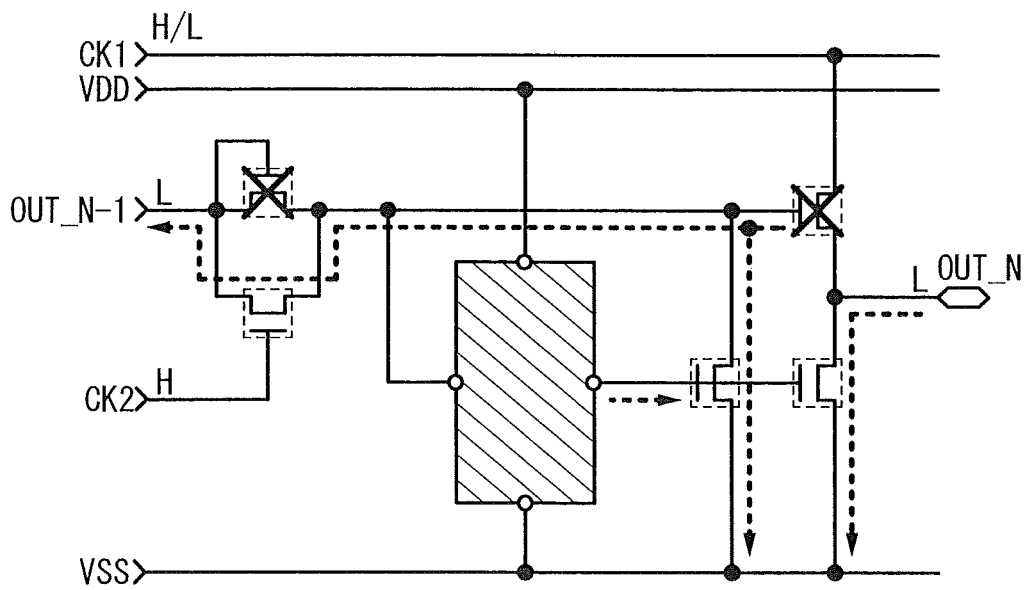 H/L
CK1
VDD
L
OUT_N-1
OUT_N
L
H
CK2
VSS